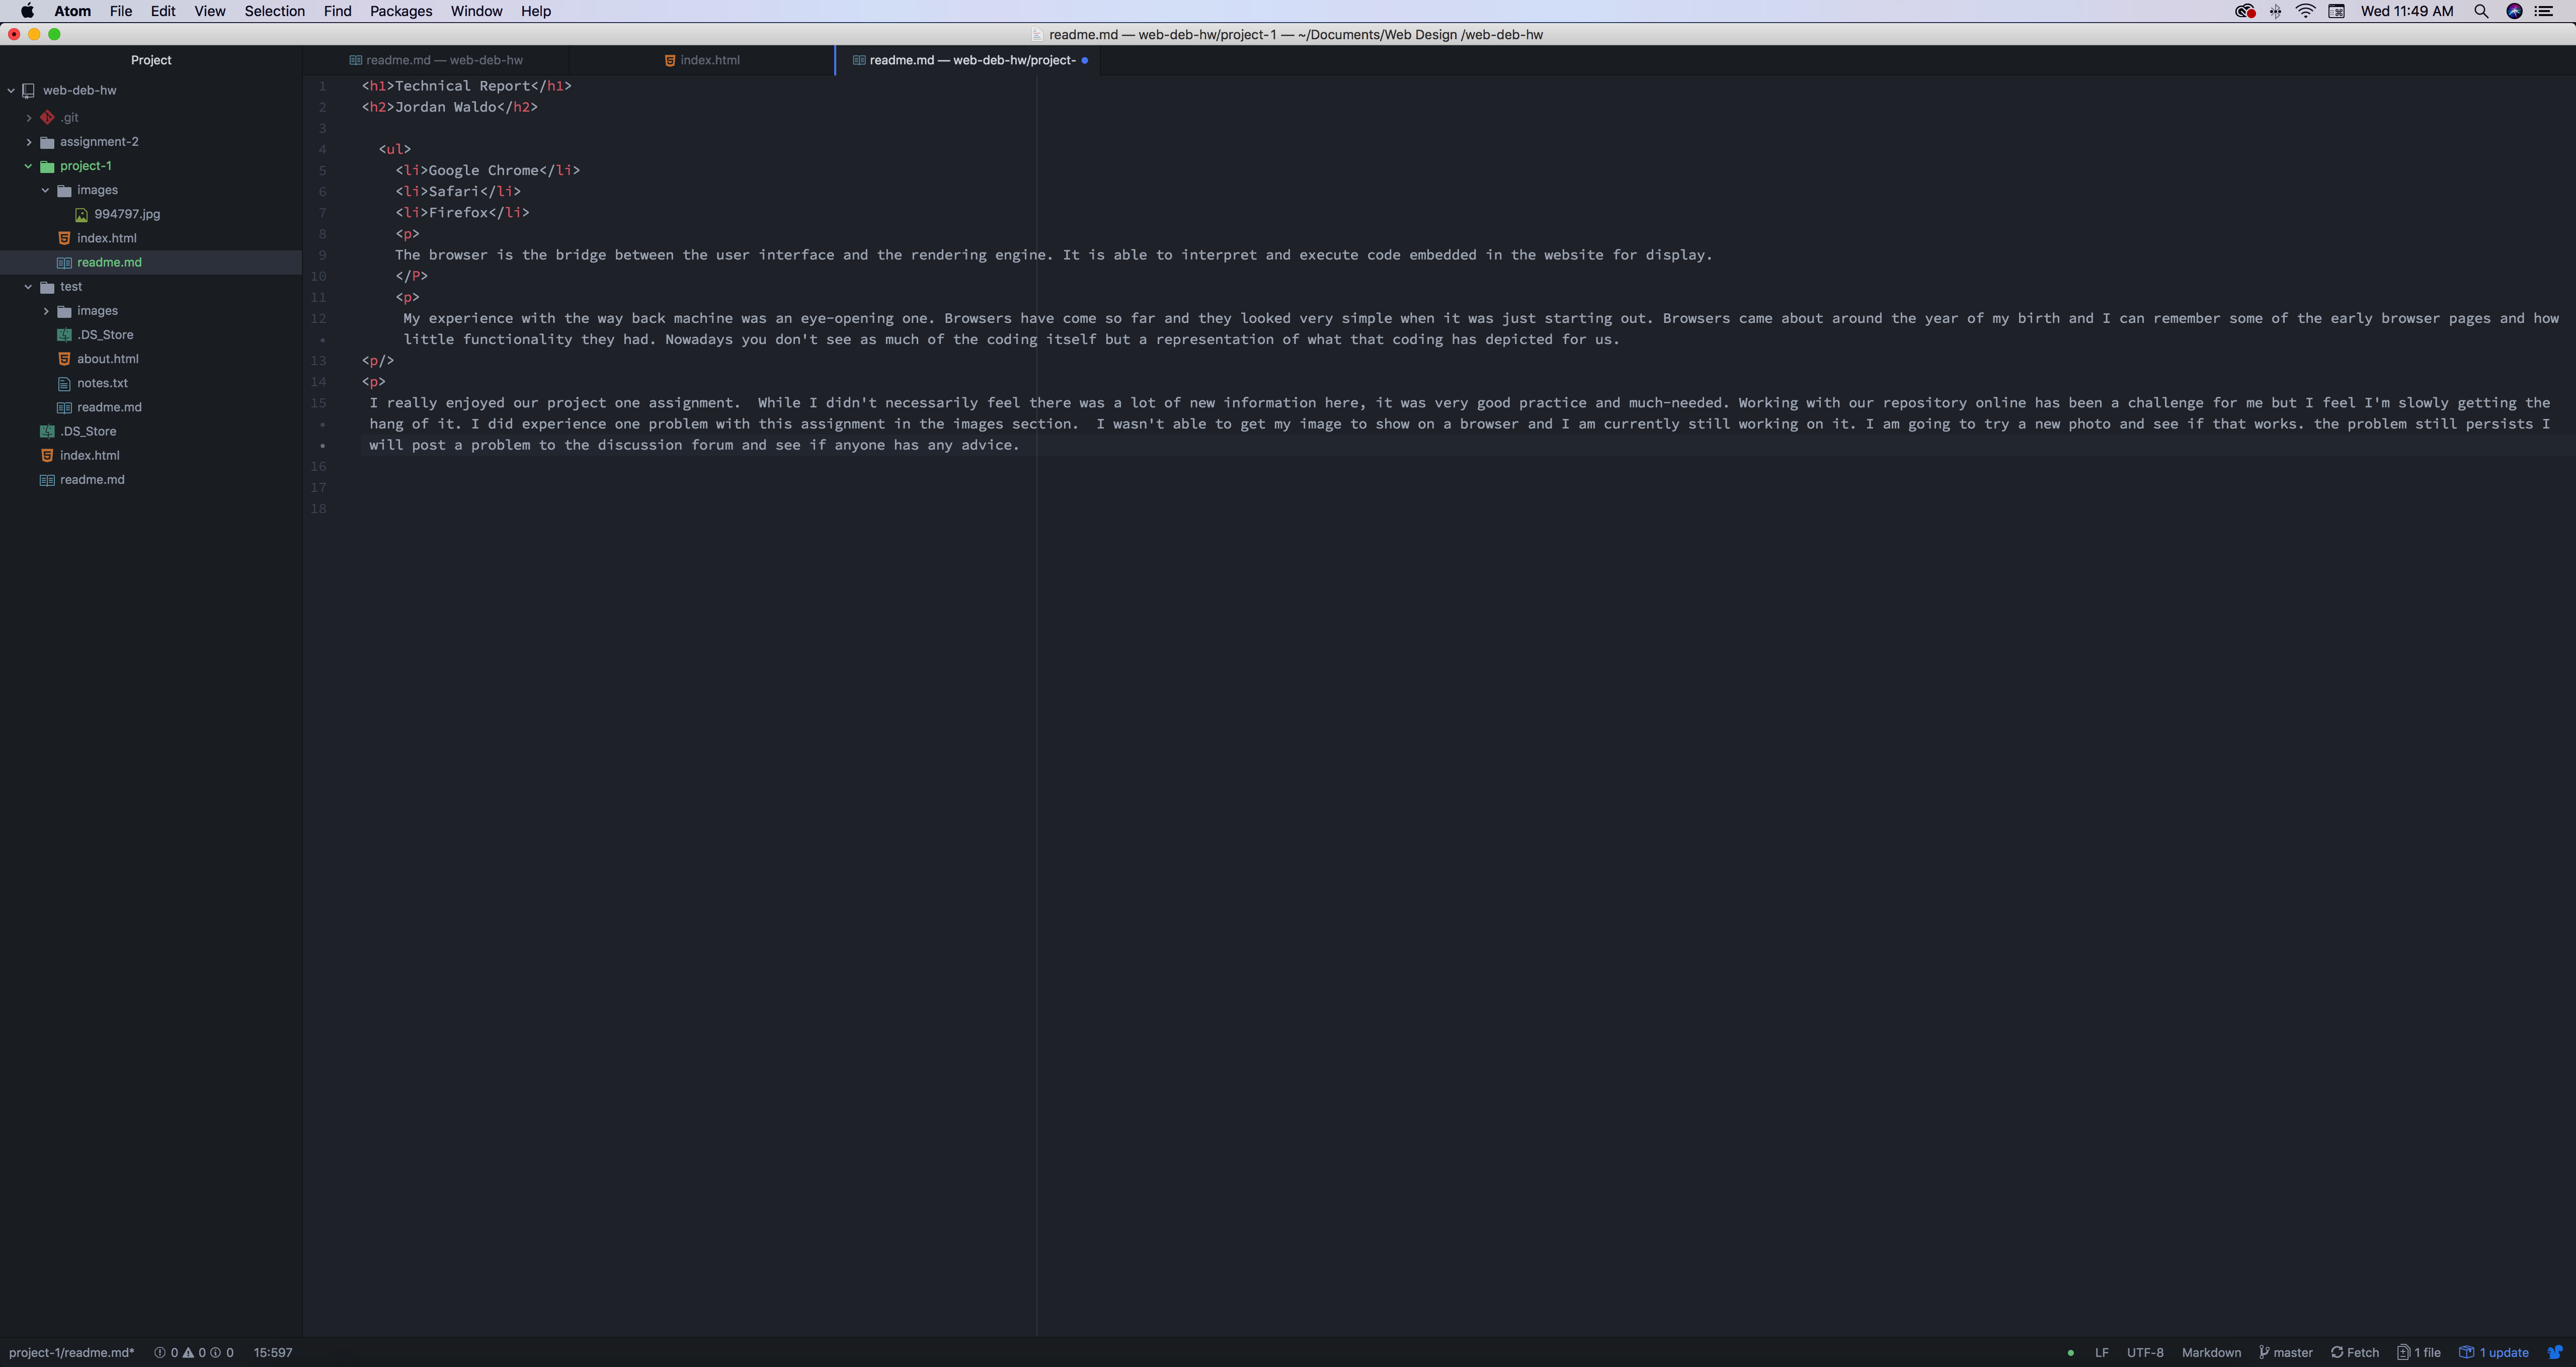 Atom File Edit View Selection Find Packages Window Help Wed 11:49 AM
readme.md — web-deb-hw/project-1 — ~/Documents/Web Design /web-deb-hw
Project
readme.md — web-deb-hw
index.html
readme.md — web-deb-hw/project-
web-deb-hw
.git
assignment-2
project-1
images
994797.jpg
index.html
readme.md
test
images
.DS_Store
about.html
notes.txt
readme.md
.DS_Store
index.html
readme.md
1 <h1>Technical Report</h1>
2 <h2>Jordan Waldo</h2>
3
4 <ul>
5 <li>Google Chrome</li>
6 <li>Safari</li>
7 <li>Firefox</li>
8 <p>
9 The browser is the bridge between the user interface and the rendering engine. It is able to interpret and execute code embedded in the website for display.
10 </P>
11 <p>
12 My experience with the way back machine was an eye-opening one. Browsers have come so far and they looked very simple when it was just starting out. Browsers came about around the year of my birth and I can remember some of the early browser pages and how
• little functionality they had. Nowadays you don't see as much of the coding itself but a representation of what that coding has depicted for us.
13 <p/>
14 <p>
15 I really enjoyed our project one assignment.  While I didn't necessarily feel there was a lot of new information here, it was very good practice and much-needed. Working with our repository online has been a challenge for me but I feel I'm slowly getting the
• hang of it. I did experience one problem with this assignment in the images section.  I wasn't able to get my image to show on a browser and I am currently still working on it. I am going to try a new photo and see if that works. the problem still persists I
• will post a problem to the discussion forum and see if anyone has any advice.
16
17
18
project-1/readme.md* 0 0 0 15:597 LF UTF-8 Markdown master Fetch 1 file 1 update